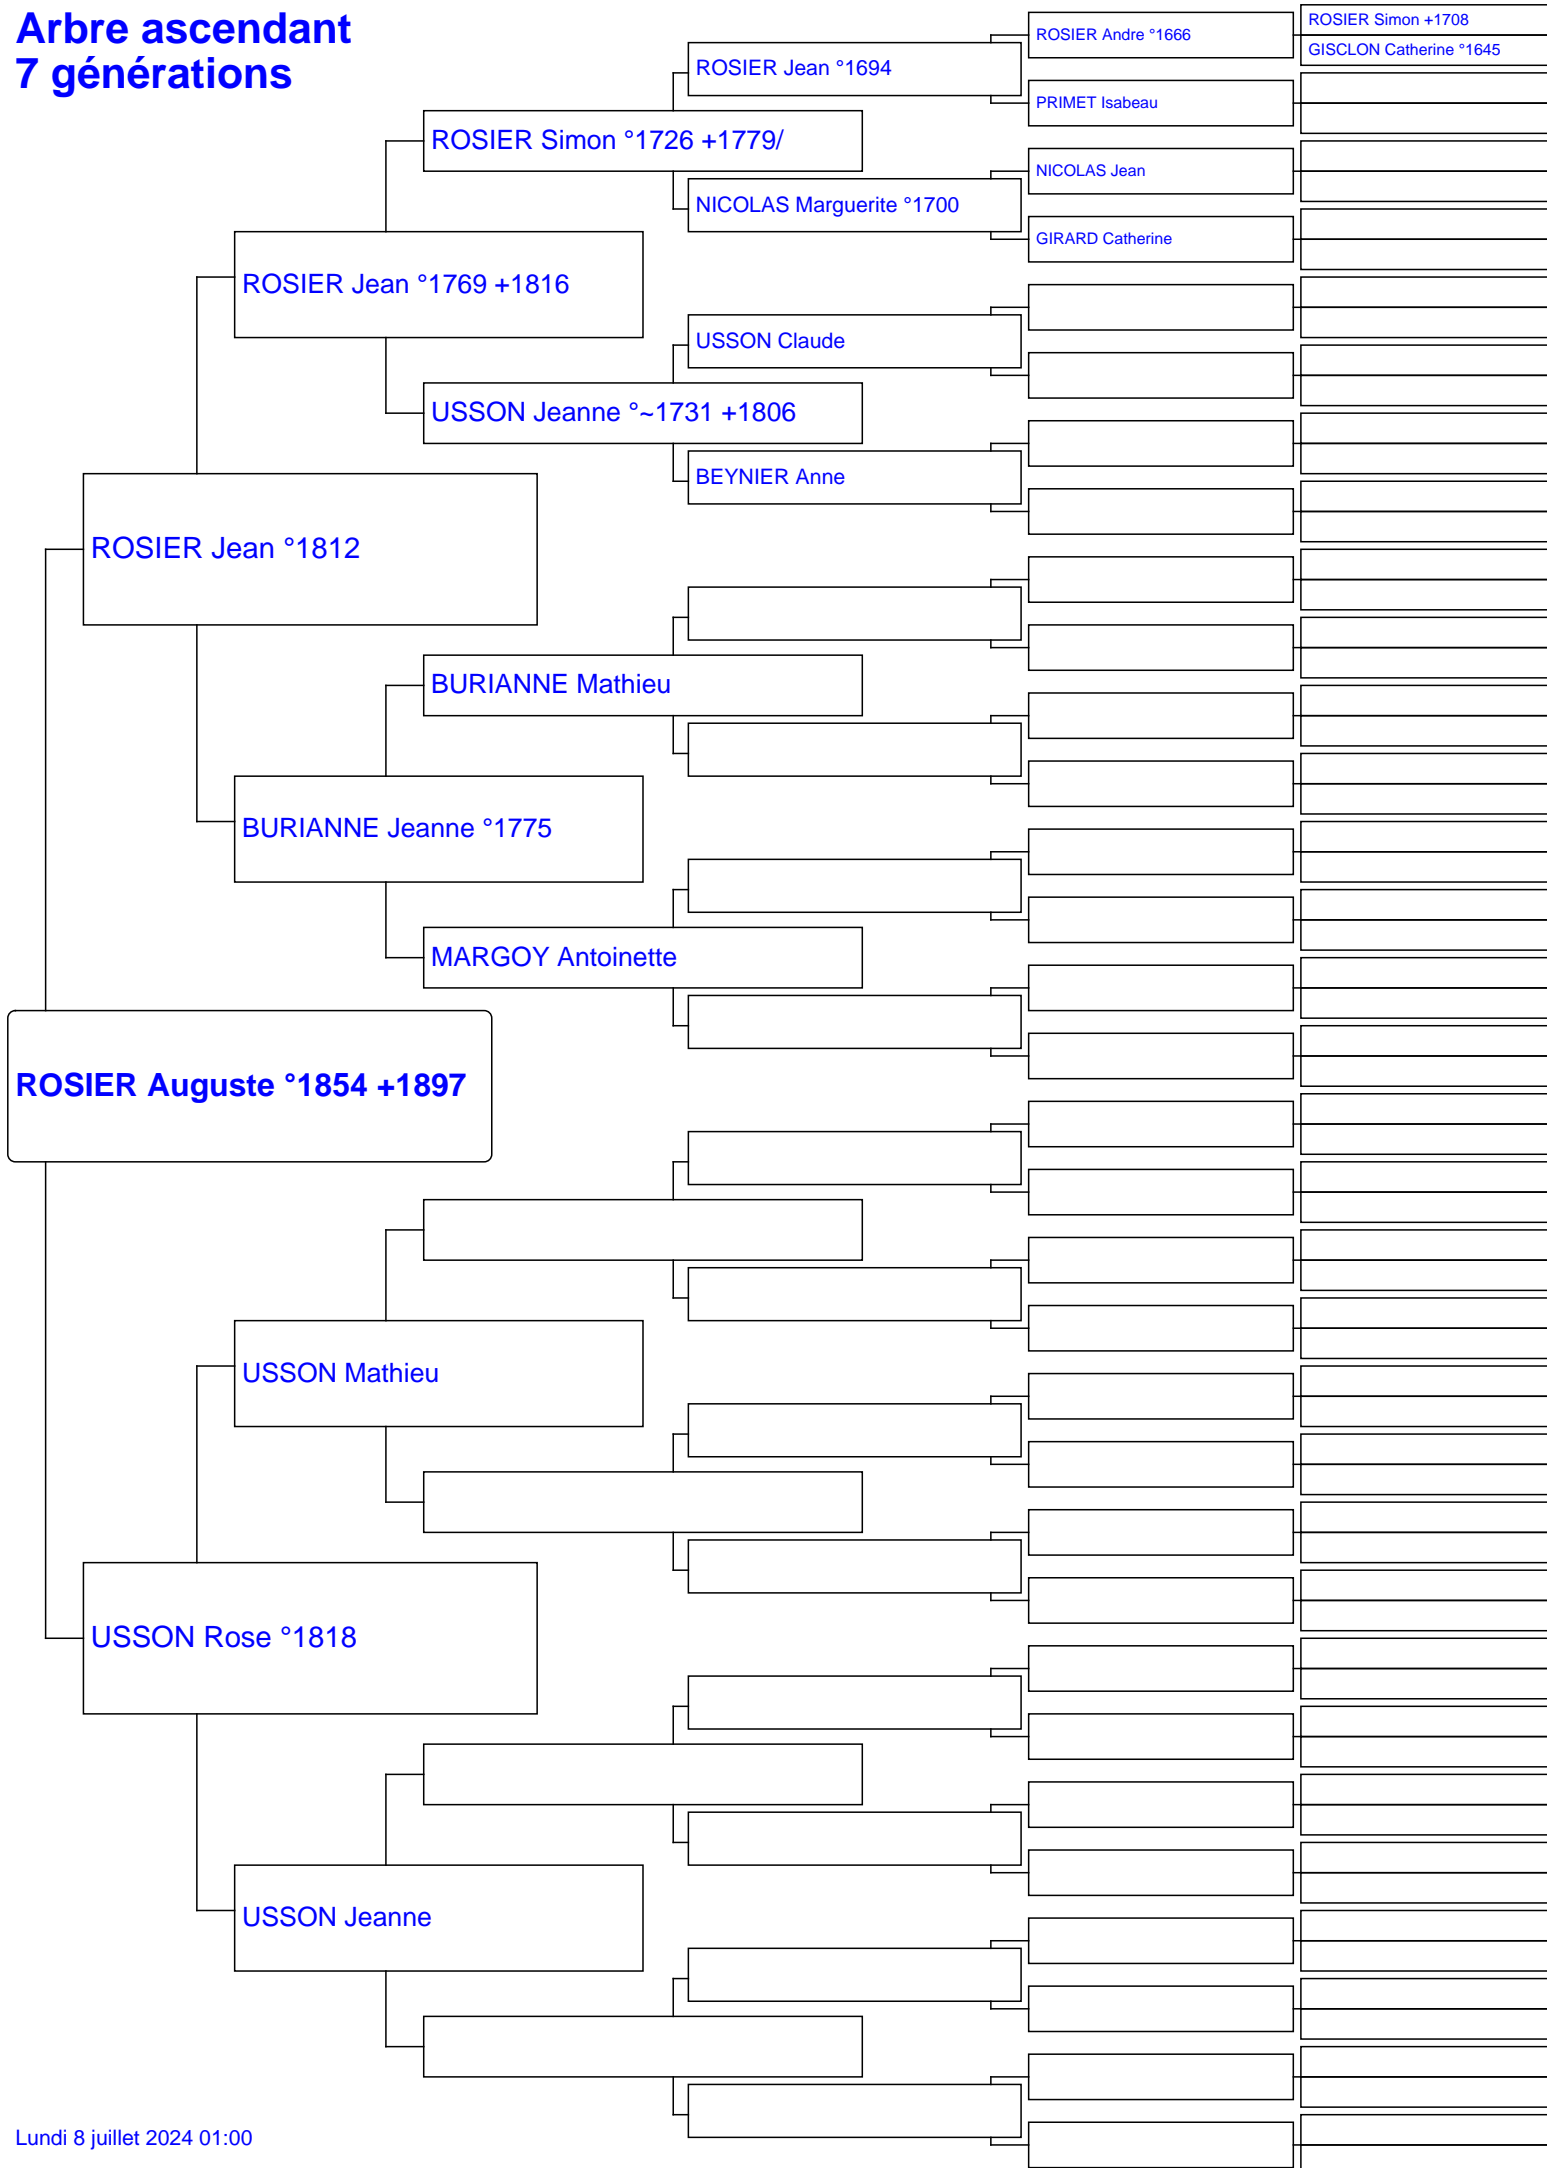 Arbre ascendant
7 générations
ROSIER Simon +1708
GISCLON Catherine °1645
ROSIER Andre °1666
ROSIER Jean °1694
PRIMET Isabeau
ROSIER Simon °1726 +1779/
NICOLAS Jean
NICOLAS Marguerite °1700
GIRARD Catherine
ROSIER Jean °1769 +1816
USSON Claude
USSON Jeanne °~1731 +1806
BEYNIER Anne
ROSIER Jean °1812
BURIANNE Mathieu
BURIANNE Jeanne °1775
MARGOY Antoinette
ROSIER Auguste °1854 +1897
USSON Mathieu
USSON Rose °1818
USSON Jeanne
Lundi 8 juillet 2024 01:00